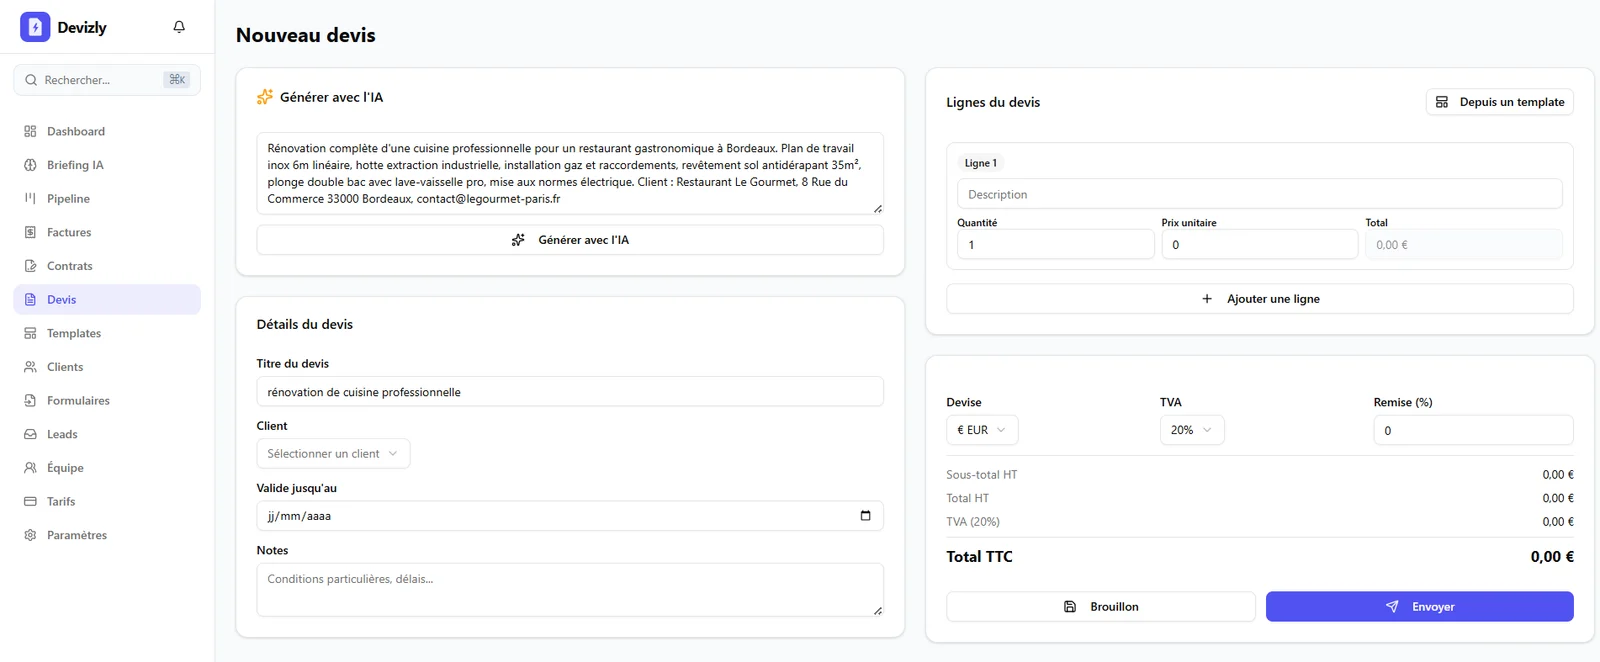 Devizly
Rechercher...
⌘K
Dashboard
Briefing IA
Pipeline
Factures
Contrats
Devis
Templates
Clients
Formulaires
Leads
Équipe
Tarifs
Paramètres
Nouveau devis
Générer avec l'IA
Rénovation complète d'une cuisine professionnelle pour un restaurant gastronomique à Bordeaux. Plan de travail
inox 6m linéaire, hotte extraction industrielle, installation gaz et raccordements, revêtement sol antidérapant 35m²,
plonge double bac avec lave-vaisselle pro, mise aux normes électrique. Client : Restaurant Le Gourmet, 8 Rue du
Commerce 33000 Bordeaux, contact@legourmet-paris.fr
Générer avec l'IA
Détails du devis
Titre du devis
rénovation de cuisine professionnelle
Client
Sélectionner un client
Valide jusqu'au
jj/mm/aaaa
Notes
Conditions particulières, délais...
Lignes du devis
Depuis un template
Ligne 1
Description
Quantité Prix unitaire Total
1 0 0,00 €
+ Ajouter une ligne
Devise TVA Remise (%)
€ EUR 20% 0
Sous-total HT 0,00 €
Total HT 0,00 €
TVA (20%) 0,00 €
Total TTC 0,00 €
Brouillon Envoyer